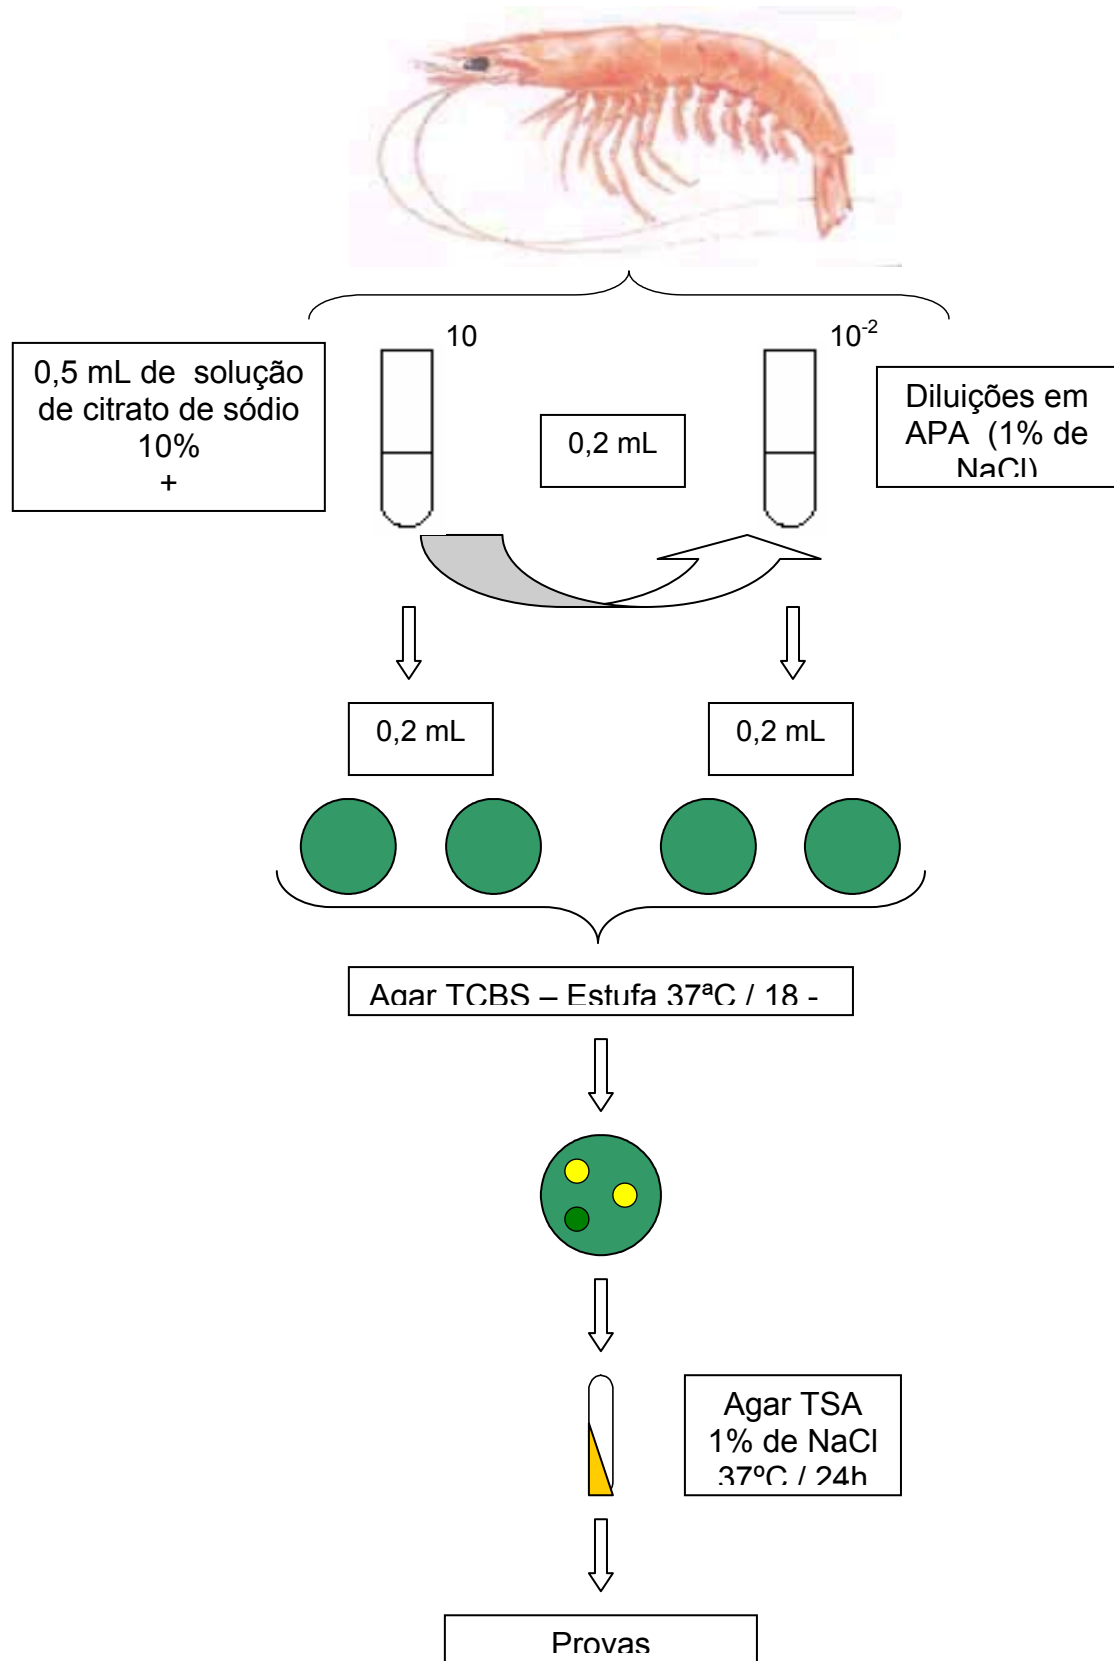 10
10-2
0,5 mL de solução
de citrato de sódio
10%
+
0,2 mL
Diluições em
APA (1% de
NaCl)
0,2 mL
0,2 mL
Agar TCBS – Estufa 37ªC / 18 -
Agar TSA
1% de NaCl
37ºC / 24h
Provas